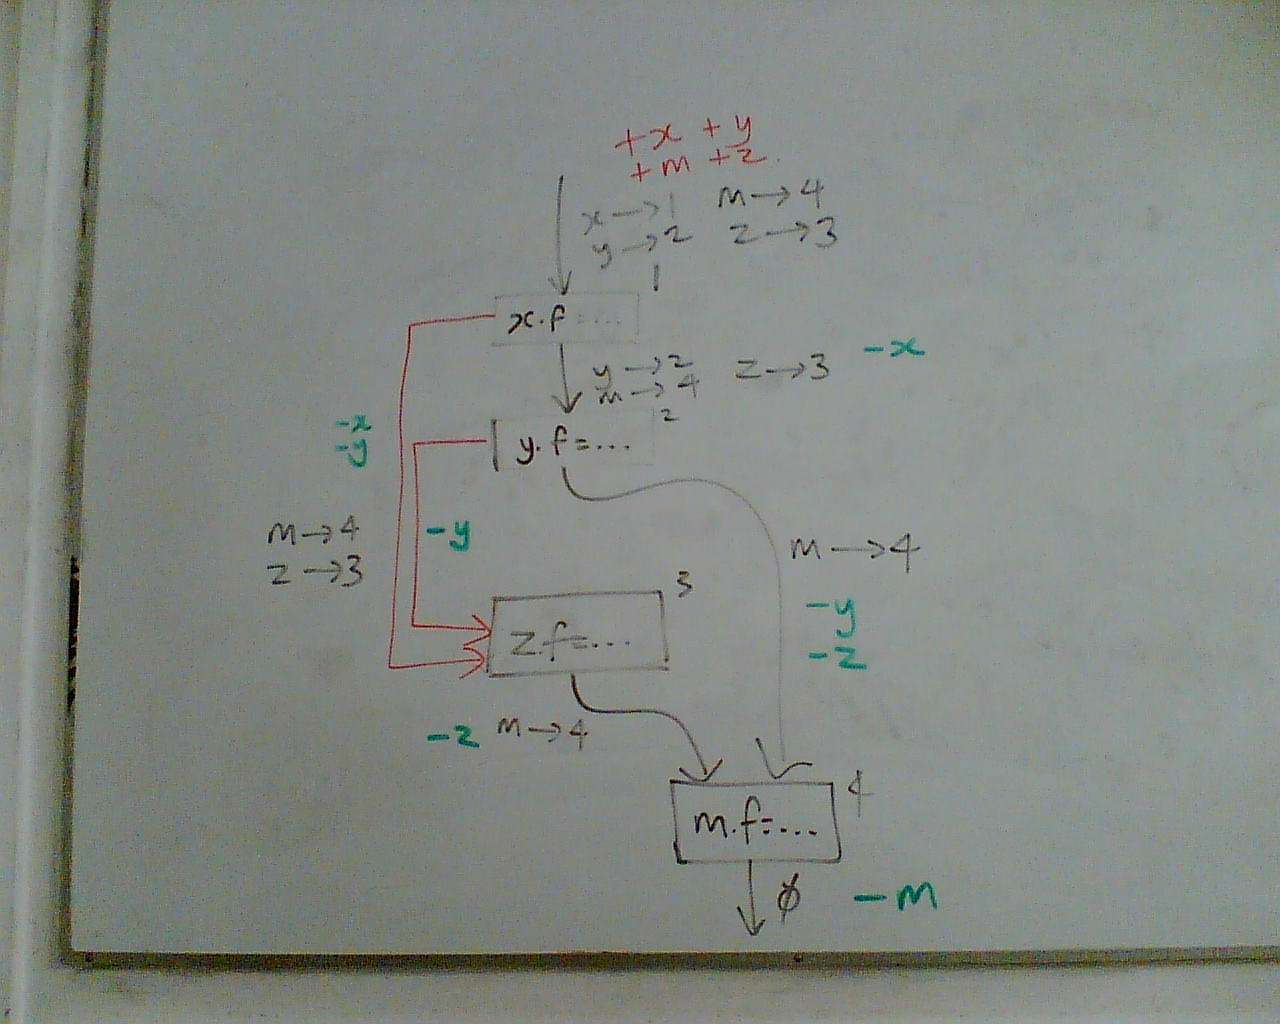 +x +y
+m +z
x→1 m→4
y→2 z→3
1
x.f=...
y→2 z→3 -x
m→4
2
y.f=...
-x
-y
m→4
z→3
-y
m→4
-y
-z
3
z.f=...
-z m→4
4
m.f=...
ø -m